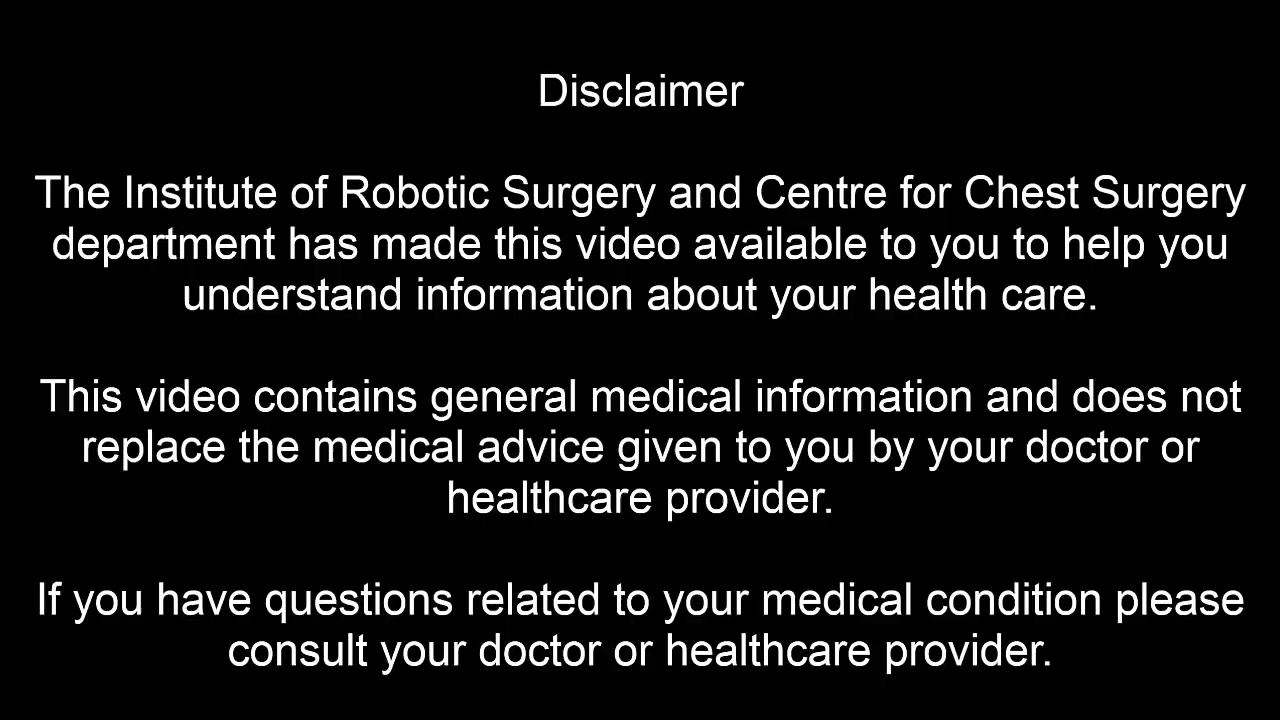 Disclaimer
The Institute of Robotic Surgery and Centre for Chest Surgery
department has made this video available to you to help you
understand information about your health care.
This video contains general medical information and does not
replace the medical advice given to you by your doctor or
healthcare provider.
If you have questions related to your medical condition please
consult your doctor or healthcare provider.